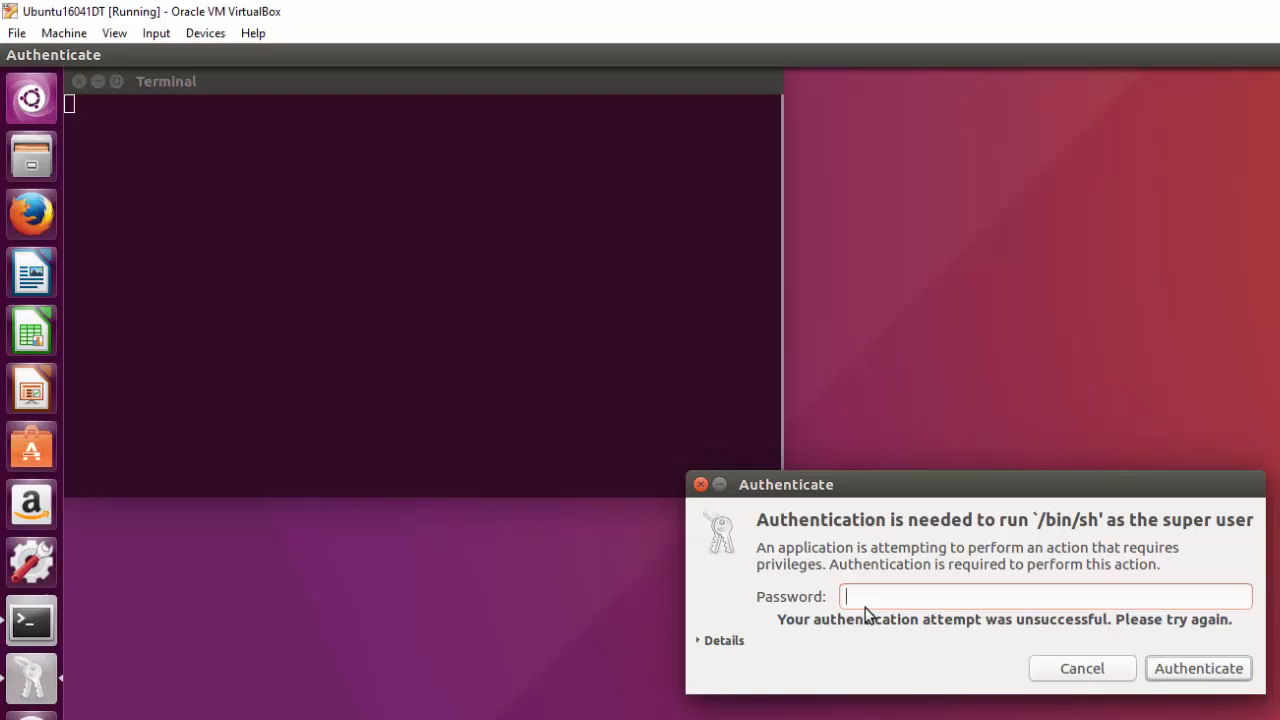 Ubuntu16041DT [Running] - Oracle VM VirtualBox
File Machine View Input Devices Help
Authenticate
Terminal
Authenticate
Authentication is needed to run `/bin/sh' as the super user
An application is attempting to perform an action that requires
privileges. Authentication is required to perform this action.
Password:
Your authentication attempt was unsuccessful. Please try again.
Details
Cancel Authenticate